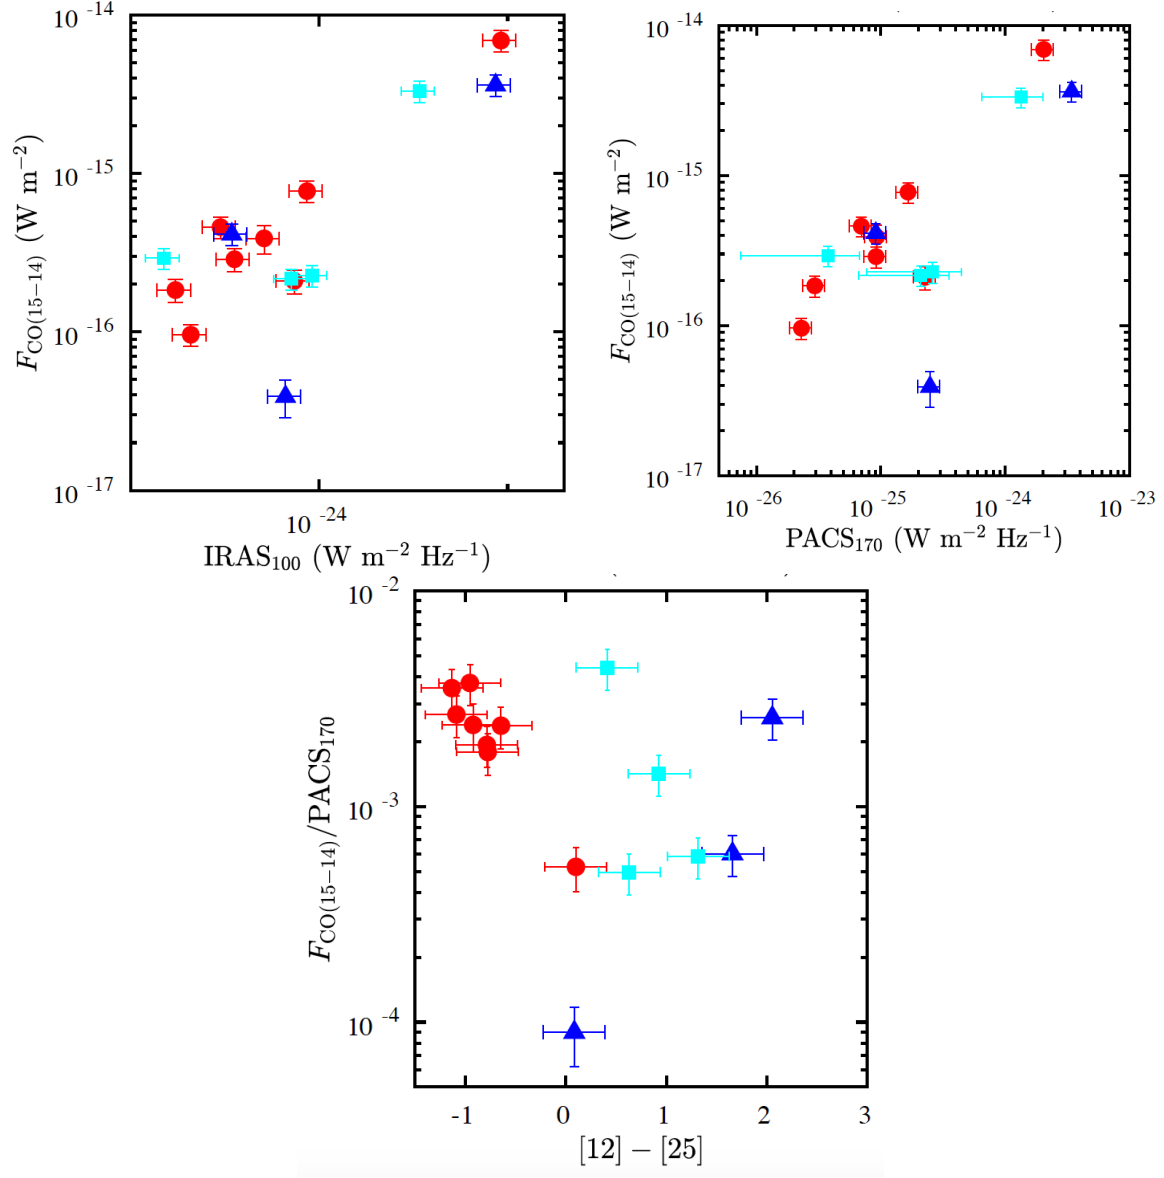 10 -14
10 -15
10 -16
10 -17
F_CO(15−14) (W m−2)
10 -24
IRAS_100 (W m−2 Hz−1)
10 -14
10 -15
10 -16
10 -17
F_CO(15−14) (W m−2)
10 -26 10 -25 10 -24 10 -23
PACS_170 (W m−2 Hz−1)
10 -2
10 -3
10 -4
F_CO(15−14)/PACS_170
-1 0 1 2 3
[12] − [25]